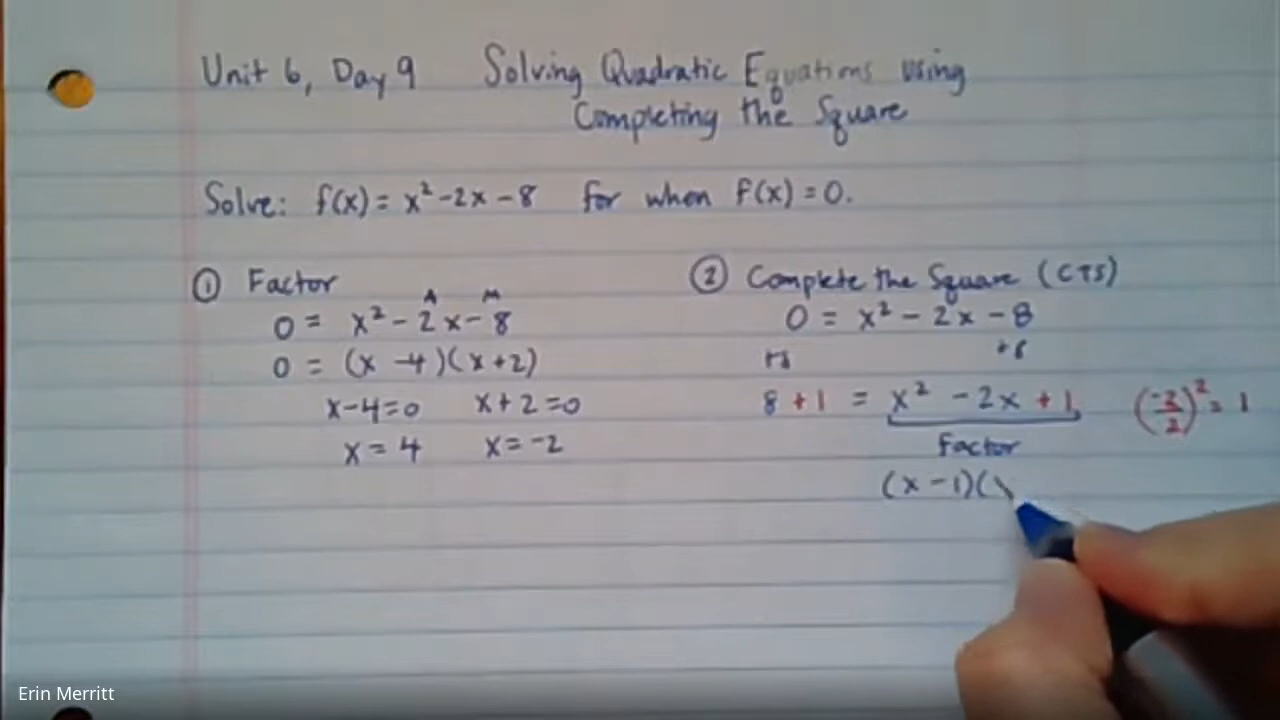 Unit 6, Day 9 Solving Quadratic Equations using
Completing the Square
Solve: f(x) = x² - 2x - 8 for when f(x) = 0.
① Factor
A M
0 = x² - 2x - 8
0 = (x - 4)(x + 2)
x - 4 = 0 x + 2 = 0
x = 4 x = -2
② Complete the Square (CTS)
0 = x² - 2x - 8
+8 +8
8 + 1 = x² - 2x + 1 (-2/2)² = 1
Factor
(x - 1)(
Erin Merritt